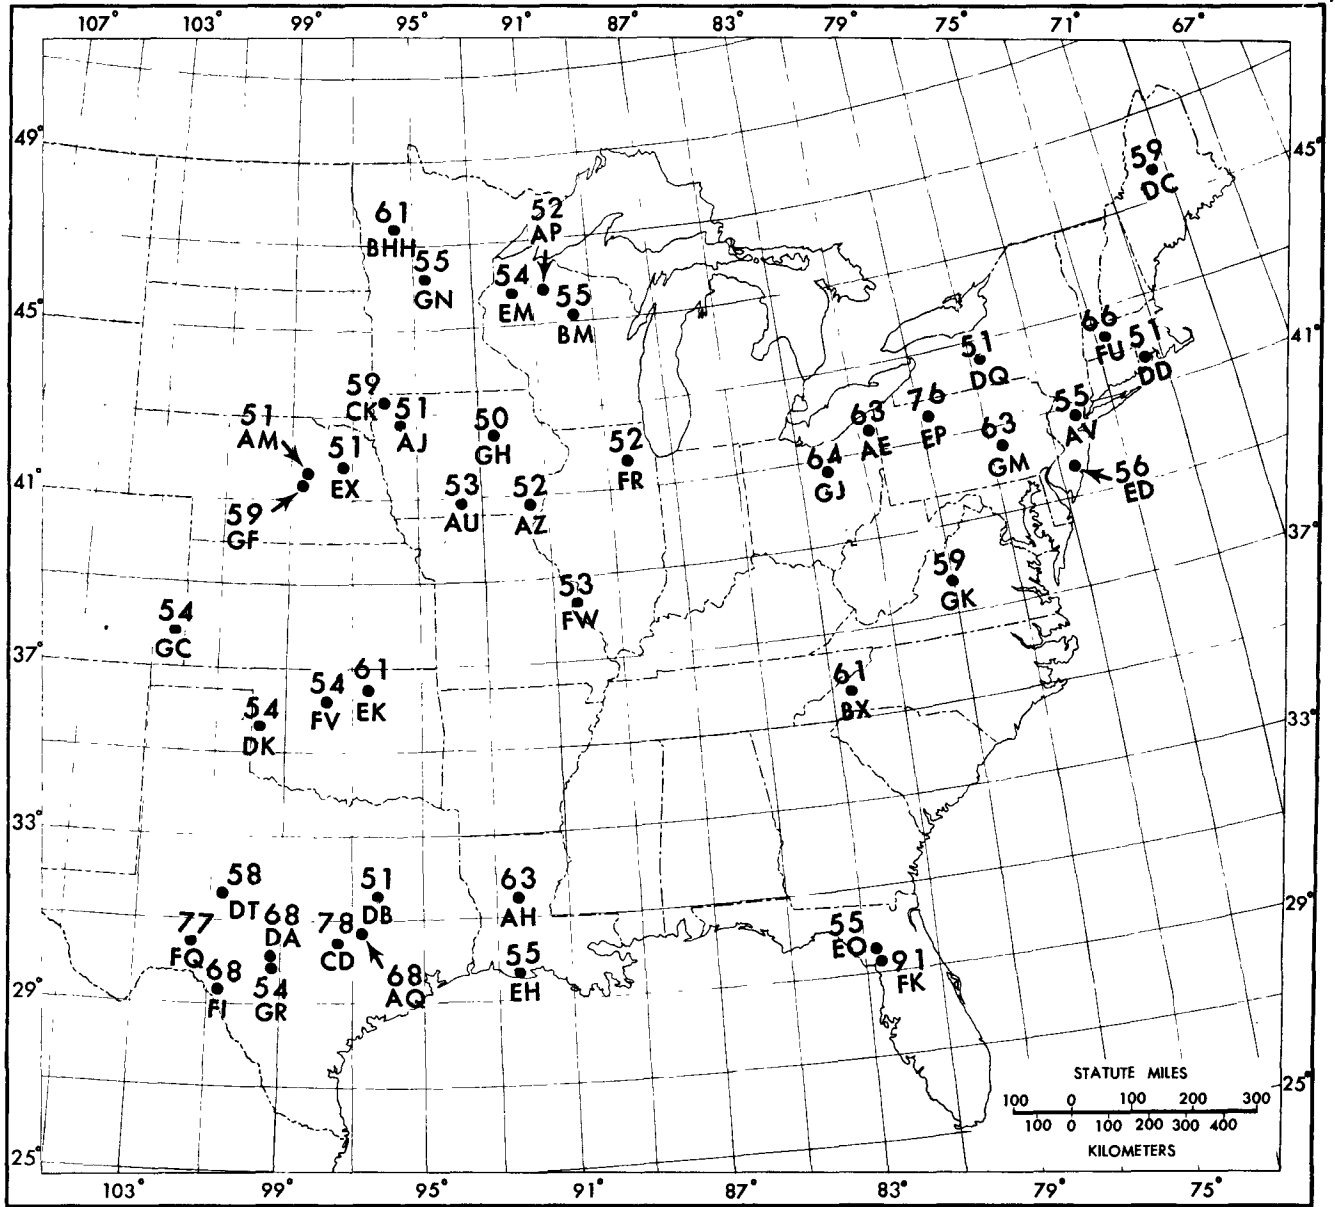 107° 103° 99° 95° 91° 87° 83° 79° 75° 71° 67°
49°
45°
59
DC
61
BHH
52
AP
55
GN
54
EM
55
BM
45°
41°
66
FU
51
DD
51
DQ
59
CK
51
AJ
50
GH
76
EP
55
AV
63
AE
63
GM
51
AM
51
EX
52
FR
64
GJ
56
ED
41°
59
GF
53
AU
52
AZ
37°
59
GK
53
FW
54
GC
37°
61
EK
54
FV
54
DK
61
BX
33°
33°
58
DT
51
DB
63
AH
29°
77
FQ
68
DA
78
CD
55
EO
91
FK
68
FI
54
GR
68
AQ
55
EH
29°
25°
STATUTE MILES
100 0 100 200 300
100 0 100 200 300 400
KILOMETERS
25°
103° 99° 95° 91° 87° 83° 79° 75°